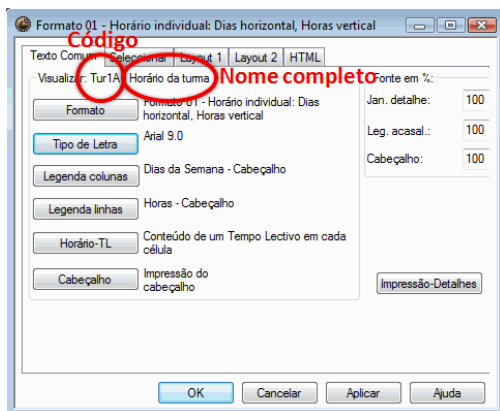 Formato 01 - Horário individual: Dias horizontal, Horas vertical
Código
Texto Comum Seleccionar Layout 1 Layout 2 HTML
Visualizar: Tur1A Horário da turma Nome completo Fonte em %:
Formato Formato 01 - Horário individual: Dias horizontal, Horas vertical
Jan. detalhe: 100
Tipo de Letra Arial 9.0
Leg. acasal.: 100
Legenda colunas Dias da Semana - Cabeçalho
Cabeçalho: 100
Legenda linhas Horas - Cabeçalho
Horário-TL Conteúdo de um Tempo Lectivo em cada
célula
Cabeçalho Impressão do
cabeçalho
Impressão-Detalhes
OK Cancelar Aplicar Ajuda